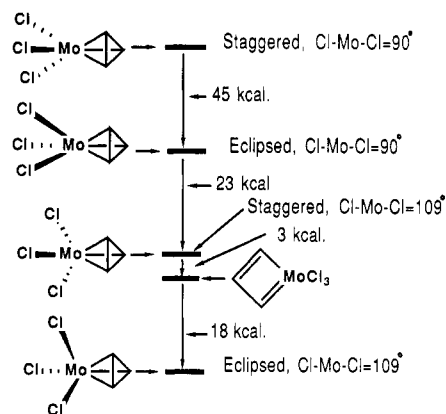 Cl
Cl
Cl
Mo
Staggered, Cl-Mo-Cl=90°
45 kcal.
Cl
Cl
Cl
Mo
Eclipsed, Cl-Mo-Cl=90°
23 kcal
Staggered, Cl-Mo-Cl=109°
3 kcal.
Cl
Cl
Cl
Mo
MoCl3
18 kcal.
Cl
Cl
Cl
Mo
Eclipsed, Cl-Mo-Cl=109°